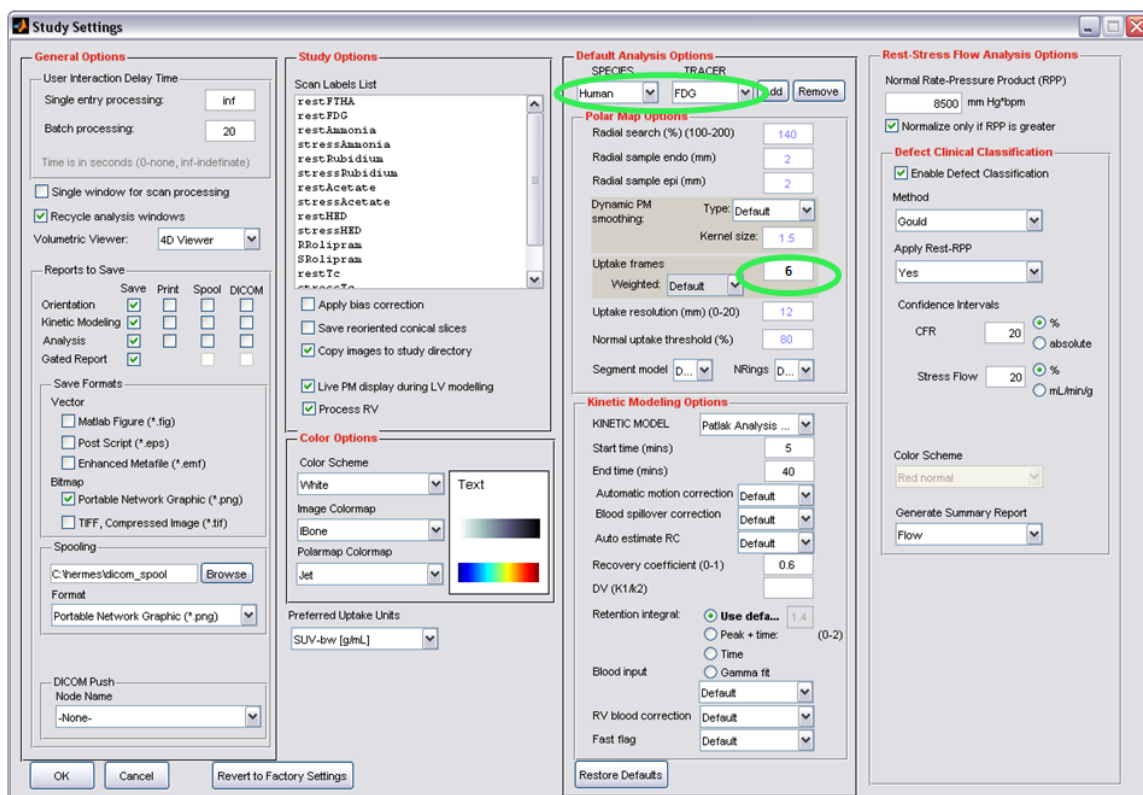 Study Settings
General Options
User Interaction Delay Time
Single entry processing: inf
Batch processing: 20
Time is in seconds (0-none, inf-indefinate)
Single window for scan processing
Recycle analysis windows
Volumetric Viewer: 4D Viewer
Reports to Save
Save Print Spool DICOM
Orientation
Kinetic Modeling
Analysis
Gated Report
Save Formats
Vector
Matlab Figure (*.fig)
Post Script (*.eps)
Enhanced Metafile (*.emf)
Bitmap
Portable Network Graphic (*.png)
TIFF, Compressed Image (*.tif)
Spooling
C:\hermes\dicom_spool Browse
Format
Portable Network Graphic (*.png)
DICOM Push
Node Name
-None-
OK Cancel Revert to Factory Settings
Study Options
Scan Labels List
restFTHA
restFDG
restAmmonia
stressAmmonia
restRubidium
stressRubidium
restAcetate
stressAcetate
restHED
stressHED
RRolipram
SRolipram
restTc
stressTc
Apply bias correction
Save reoriented conical slices
Copy images to study directory
Live PM display during LV modelling
Process RV
Color Options
Color Scheme
White
Text
Image Colormap
IBone
Polarmap Colormap
Jet
Preferred Uptake Units
SUV-bw [g/mL]
Default Analysis Options
SPECIES TRACER
Human FDG Add Remove
Polar Map Options
Radial search (%) (100-200) 140
Radial sample endo (mm) 2
Radial sample epi (mm) 2
Dynamic PM smoothing: Type: Default
Kernel size: 1.5
Uptake frames 6
Weighted: Default
Uptake resolution (mm) (0-20) 12
Normal uptake threshold (%) 80
Segment model D... NRings D...
Kinetic Modeling Options
KINETIC MODEL Patlak Analysis ...
Start time (mins) 5
End time (mins) 40
Automatic motion correction Default
Blood spillover correction Default
Auto estimate RC Default
Recovery coefficient (0-1) 0.6
DV (K1/k2)
Retention integral: Use defa... 1.4
Peak + time: (0-2)
Time
Blood input Gamma fit
Default
RV blood correction Default
Fast flag Default
Restore Defaults
Rest-Stress Flow Analysis Options
Normal Rate-Pressure Product (RPP)
8500 mm Hg*bpm
Normalize only if RPP is greater
Defect Clinical Classification
Enable Defect Classification
Method
Gould
Apply Rest-RPP
Yes
Confidence Intervals
CFR 20 %
absolute
Stress Flow 20 %
mL/min/g
Color Scheme
Red normal
Generate Summary Report
Flow